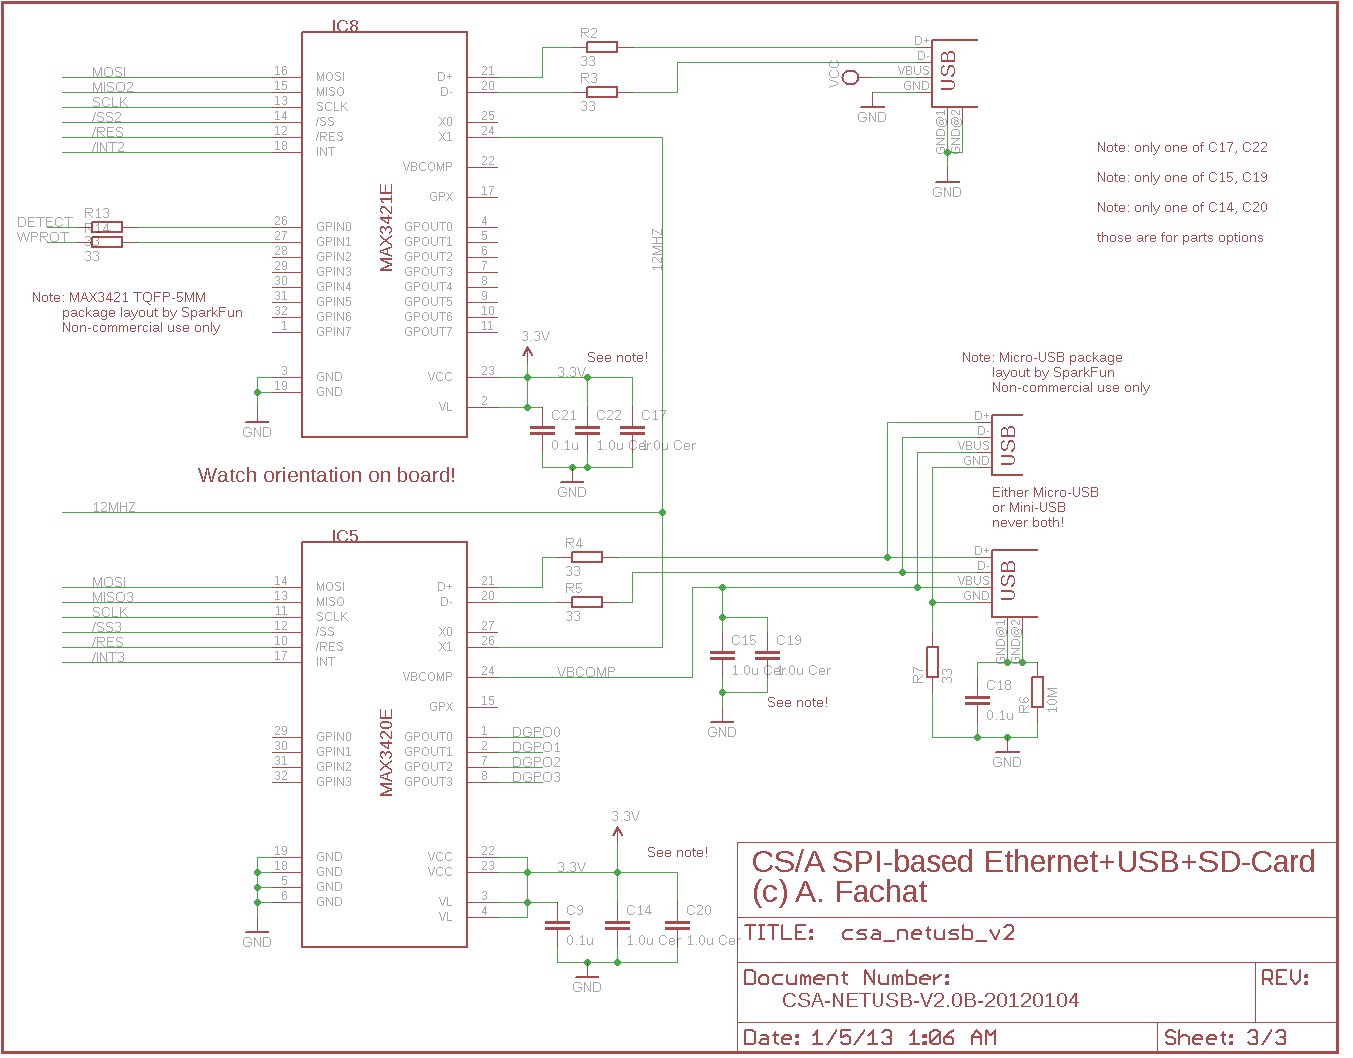 IC8
MOSI 16 MOSI D+ 21
MISO2 15 MISO D- 20
SCLK 13 SCLK
/SS2 14 /SS X0 25
/RES 12 /RES X1 24
/INT2 18 INT
VBCOMP 22
GPX 17
DETECT R13 26 GPIN0 GPOUT0 4
WPROT R14 27 GPIN1 GPOUT1 5
33
33
28 GPIN2 GPOUT2 6
29 GPIN3 GPOUT3 7
30 GPIN4 GPOUT4 8
31 GPIN5 GPOUT5 9
32 GPIN6 GPOUT6 10
1 GPIN7 GPOUT7 11
3 GND VCC 23
19 GND
VL 2
GND
MAX3421E
Note: MAX3421 TQFP-5MM
package layout by SparkFun
Non-commercial use only
R2
33
R3
33
12MHZ
3.3V
See note!
3.3V
C21 C22 C17
0.1u 1.0u Cer 1.0u Cer
GND
D+
D-
VBUS
GND
USB
VCC
GND
GND@1
GND@2
GND
Note: only one of C17, C22
Note: only one of C15, C19
Note: only one of C14, C20
those are for parts options
Watch orientation on board!
12MHZ
IC5
MOSI 14 MOSI D+ 21
MISO3 13 MISO D- 20
SCLK 11 SCLK
/SS3 12 /SS X0 27
/RES 10 /RES X1 26
/INT3 17 INT
VBCOMP 24 VBCOMP
GPX 15
29 GPIN0 GPOUT0 1 DGPO0
30 GPIN1 GPOUT1 2 DGPO1
31 GPIN2 GPOUT2 7 DGPO2
32 GPIN3 GPOUT3 8 DGPO3
19 GND VCC 22
18 GND VCC 23
5 GND
6 GND VL 3
VL 4
GND
MAX3420E
R4
33
R5
33
C15 C19
1.0u Cer 1.0u Cer
See note!
GND
3.3V
See note!
3.3V
C9 C14 C20
0.1u 1.0u Cer 1.0u Cer
GND
Note: Micro-USB package
layout by SparkFun
Non-commercial use only
D+
D-
VBUS
GND
USB
Either Micro-USB
or Mini-USB
never both!
D+
D-
VBUS
GND
USB
GND@1
GND@2
R7
33
C18
0.1u
R6
10M
GND
CS/A SPI-based Ethernet+USB+SD-Card
(c) A. Fachat
TITLE: csa_netusb_v2
Document Number:
CSA-NETUSB-V2.0B-20120104
REV:
Date: 1/5/13 1:06 AM
Sheet: 3/3